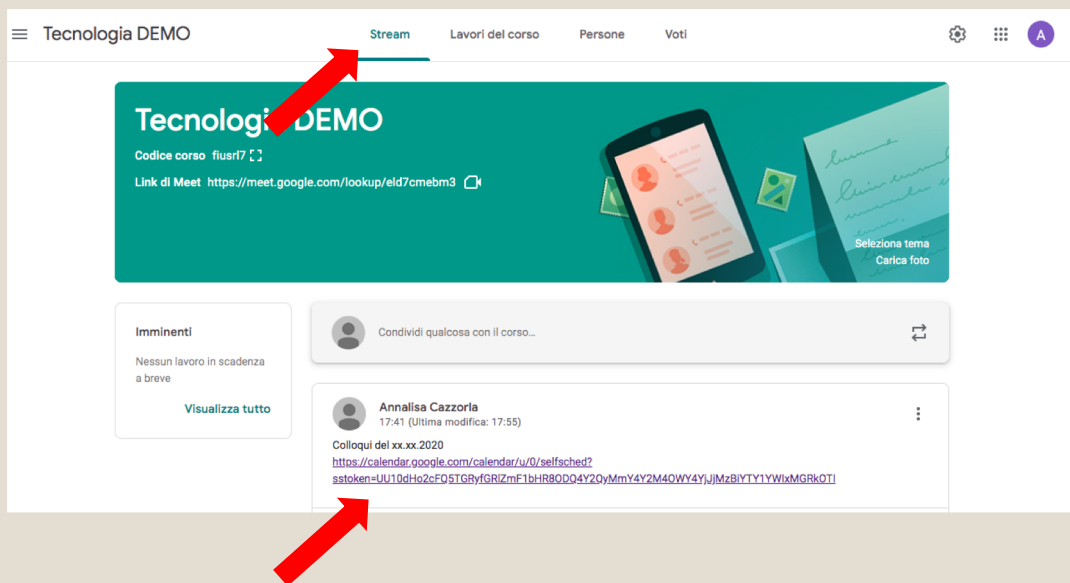 Tecnologia DEMO
Stream
Lavori del corso
Persone
Voti
A
Tecnologia DEMO
Codice corso fiusrl7
Link di Meet https://meet.google.com/lookup/eld7cmebm3
Seleziona tema
Carica foto
Imminenti
Nessun lavoro in scadenza
a breve
Visualizza tutto
Condividi qualcosa con il corso...
Annalisa Cazzorla
17:41 (Ultima modifica: 17:55)
Colloqui del xx.xx.2020
https://calendar.google.com/calendar/u/0/selfsched?
sstoken=UU10dHo2cFQ5TGRyfGRlZmF1bHR8ODQ4Y2QyMmY4Y2M4OWY4YjJjMzBiYTY1YWIxMGRkOTI